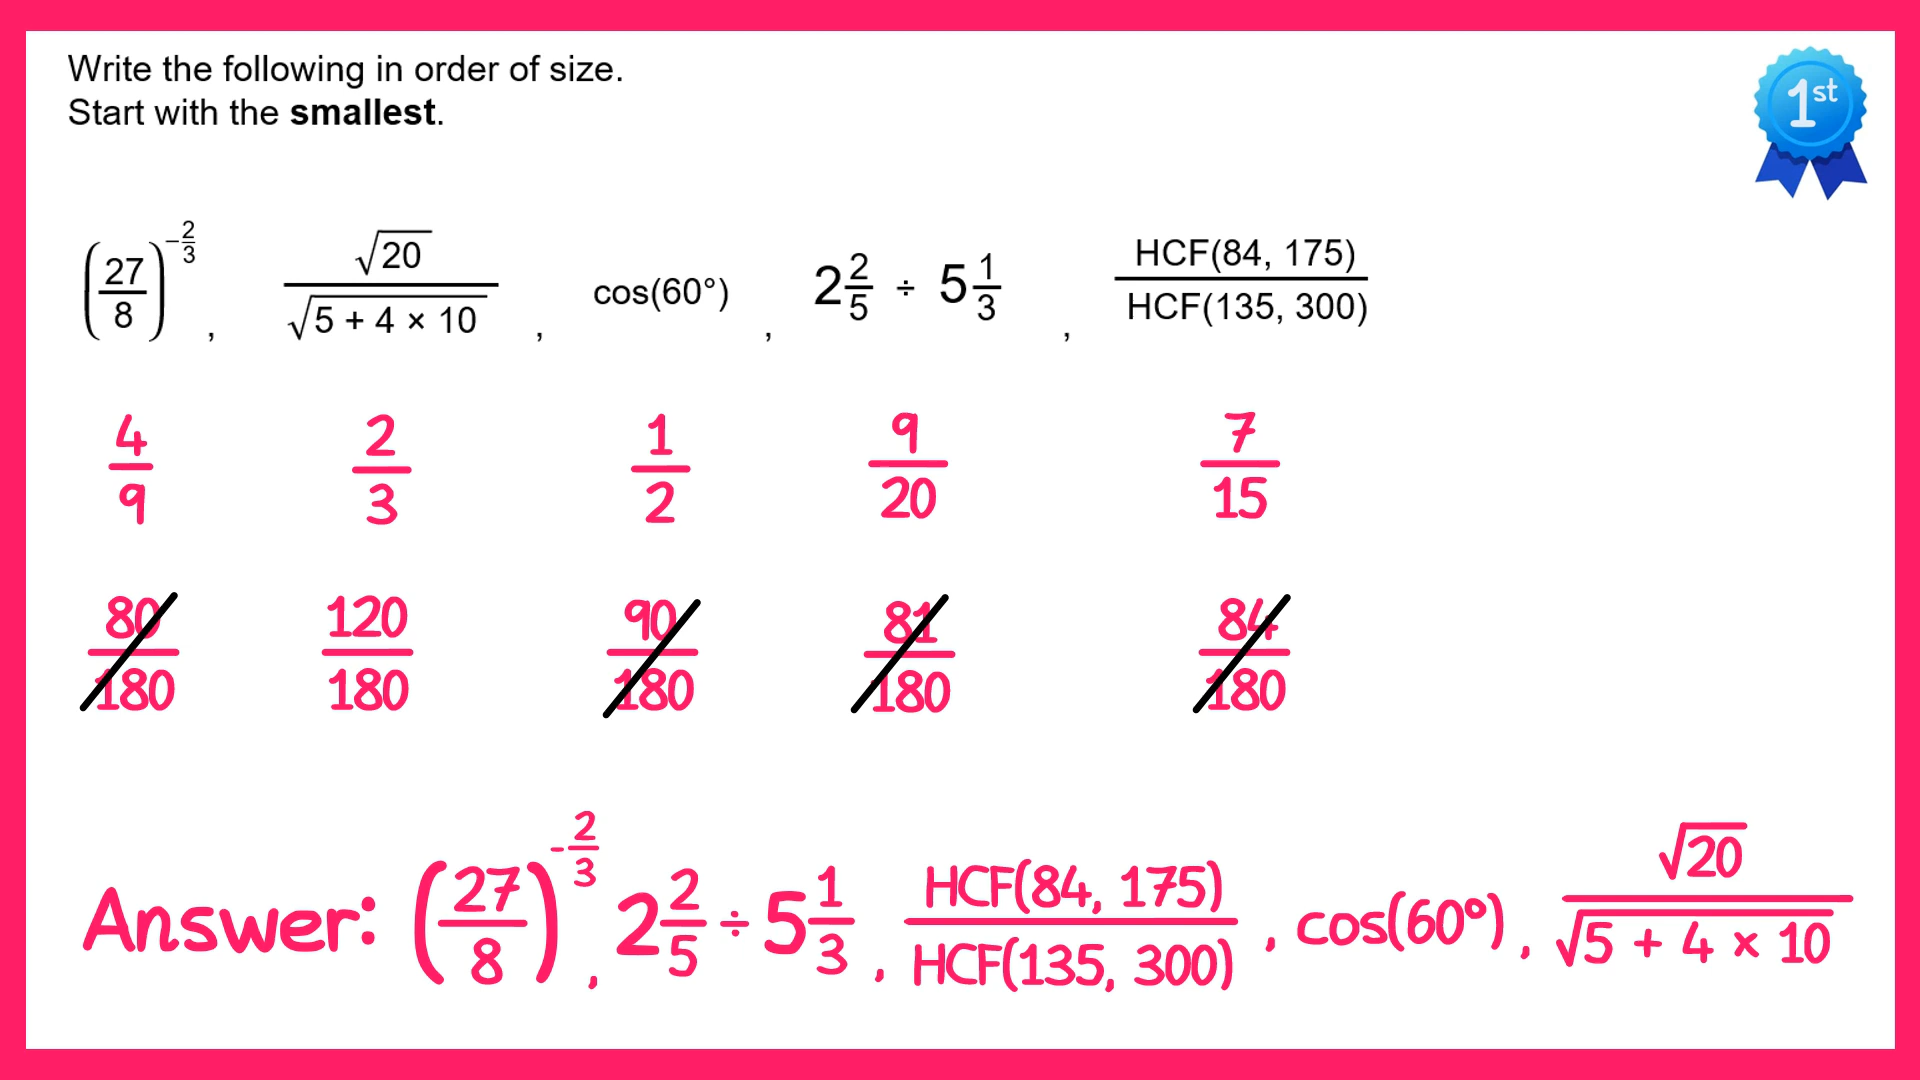 Write the following in order of size.
Start with the smallest.
1st
(27/8)^(-2/3) , √20 / √(5 + 4 × 10) , cos(60°) , 2 2/5 ÷ 5 1/3 , HCF(84, 175) / HCF(135, 300)
4/9 2/3 1/2 9/20 7/15
80/180 120/180 90/180 81/180 84/180
Answer: (27/8)^(-2/3) , 2 2/5 ÷ 5 1/3 , HCF(84, 175) / HCF(135, 300) , cos(60°) , √20 / √(5 + 4 × 10)